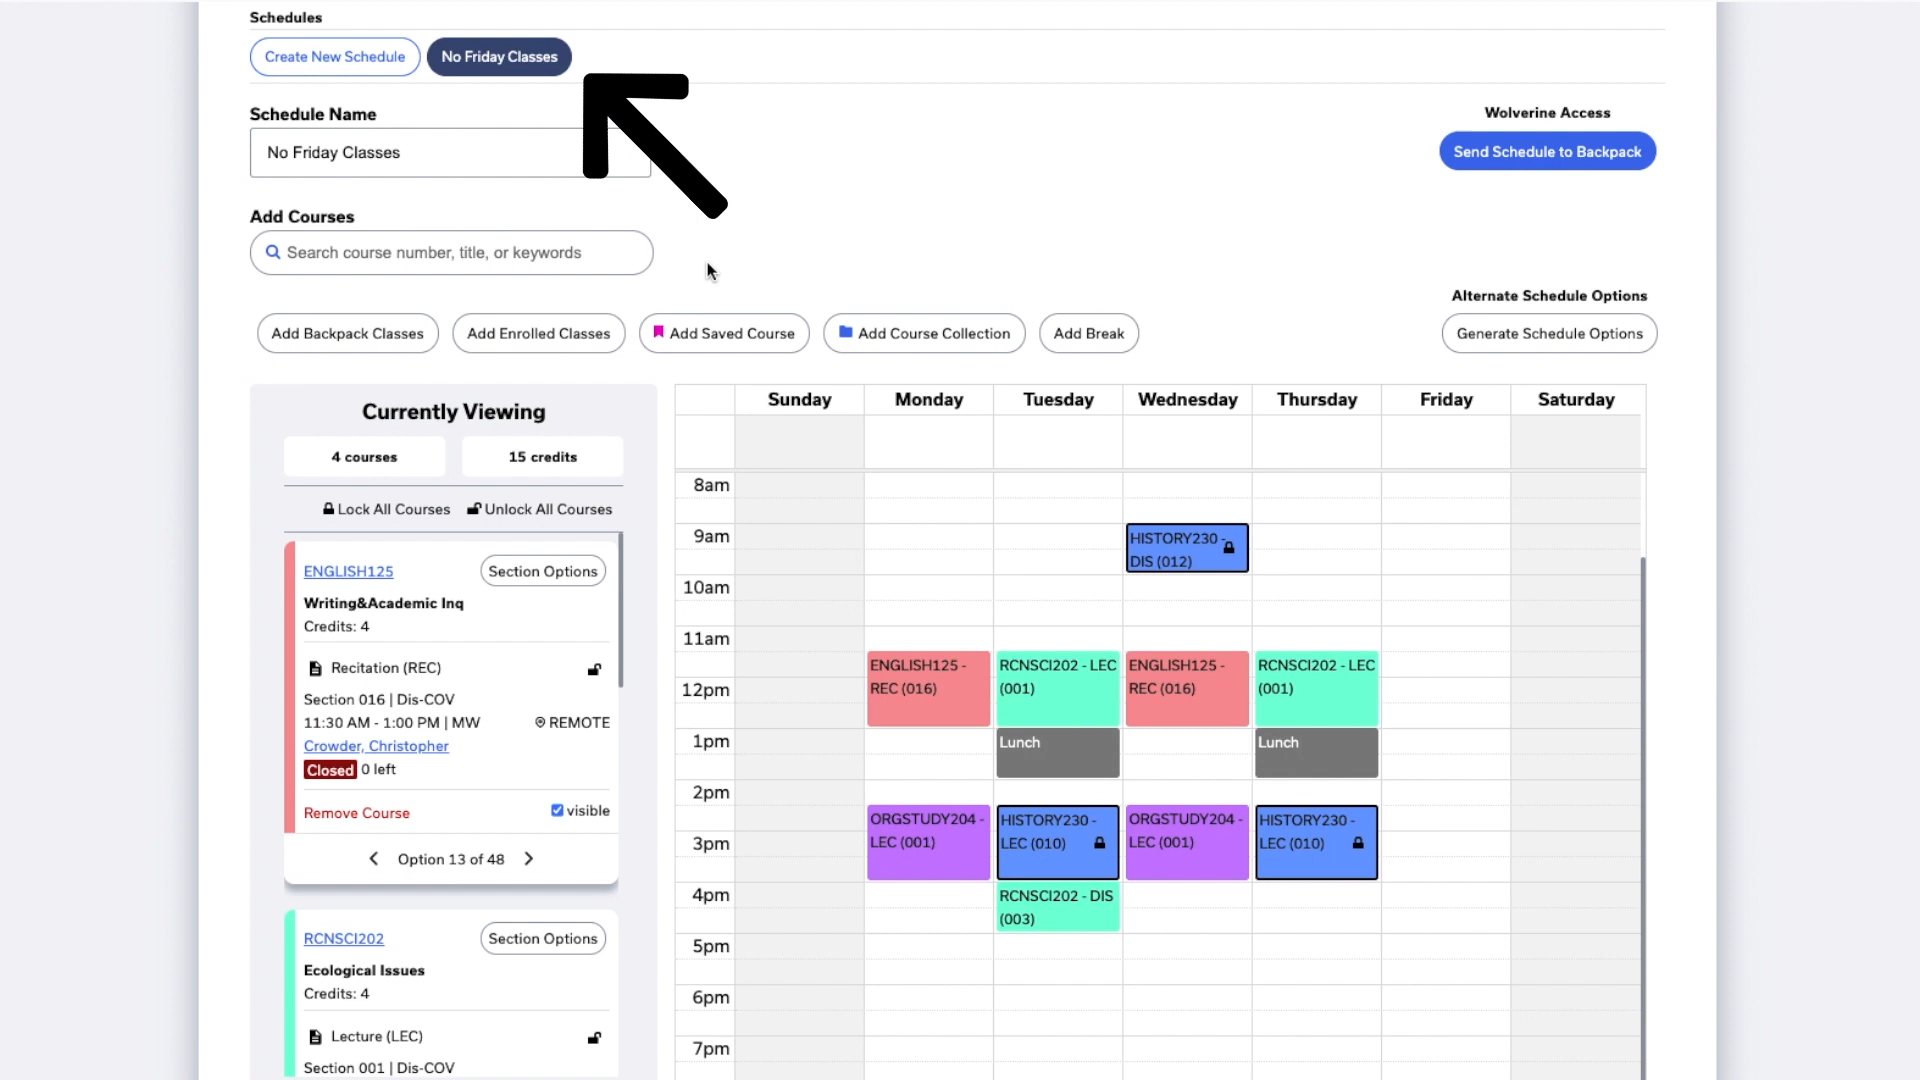 Schedules
Create New Schedule
No Friday Classes
Schedule Name
No Friday Classes
Wolverine Access
Send Schedule to Backpack
Add Courses
Search course number, title, or keywords
Alternate Schedule Options
Add Backpack Classes
Add Enrolled Classes
Add Saved Course
Add Course Collection
Add Break
Generate Schedule Options
Currently Viewing
4 courses
15 credits
Lock All Courses
Unlock All Courses
ENGLISH125
Section Options
Writing&Academic Inq
Credits: 4
Recitation (REC)
Section 016 | Dis-COV
11:30 AM - 1:00 PM | MW
REMOTE
Crowder, Christopher
Closed 0 left
Remove Course
visible
Option 13 of 48
RCNSCI202
Section Options
Ecological Issues
Credits: 4
Lecture (LEC)
Section 001 | Dis-COV
Sunday
Monday
Tuesday
Wednesday
Thursday
Friday
Saturday
8am
9am
HISTORY230 -
DIS (012)
10am
11am
ENGLISH125 -
REC (016)
RCNSCI202 - LEC
(001)
ENGLISH125 -
REC (016)
RCNSCI202 - LEC
(001)
12pm
1pm
Lunch
Lunch
2pm
ORGSTUDY204 -
LEC (001)
HISTORY230 -
LEC (010)
ORGSTUDY204 -
LEC (001)
HISTORY230 -
LEC (010)
3pm
4pm
RCNSCI202 - DIS
(003)
5pm
6pm
7pm